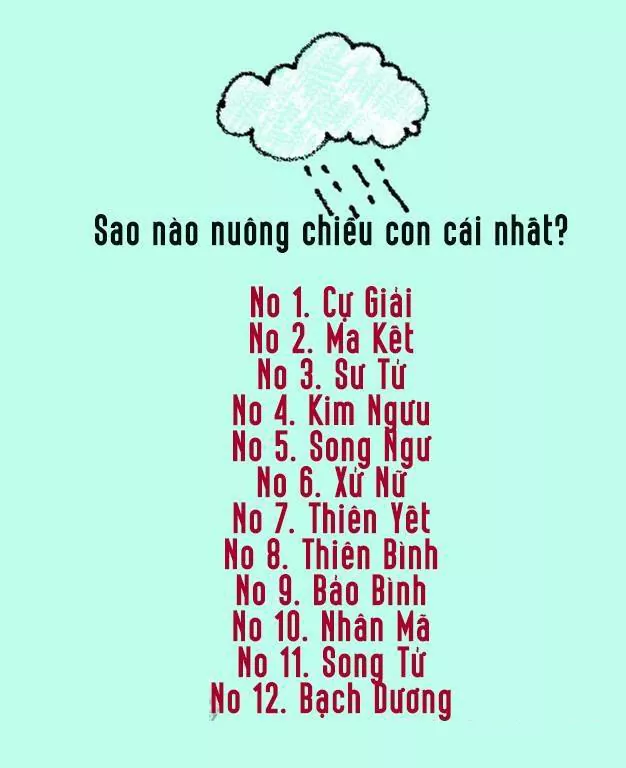 Sao nào nuông chiều con cái nhất?
No 1. Cự Giải
No 2. Ma Kết
No 3. Sư Tử
No 4. Kim Ngưu
No 5. Song Ngư
No 6. Xử Nữ
No 7. Thiên Yết
No 8. Thiên Bình
No 9. Bảo Bình
No 10. Nhân Mã
No 11. Song Tử
No 12. Bạch Dương